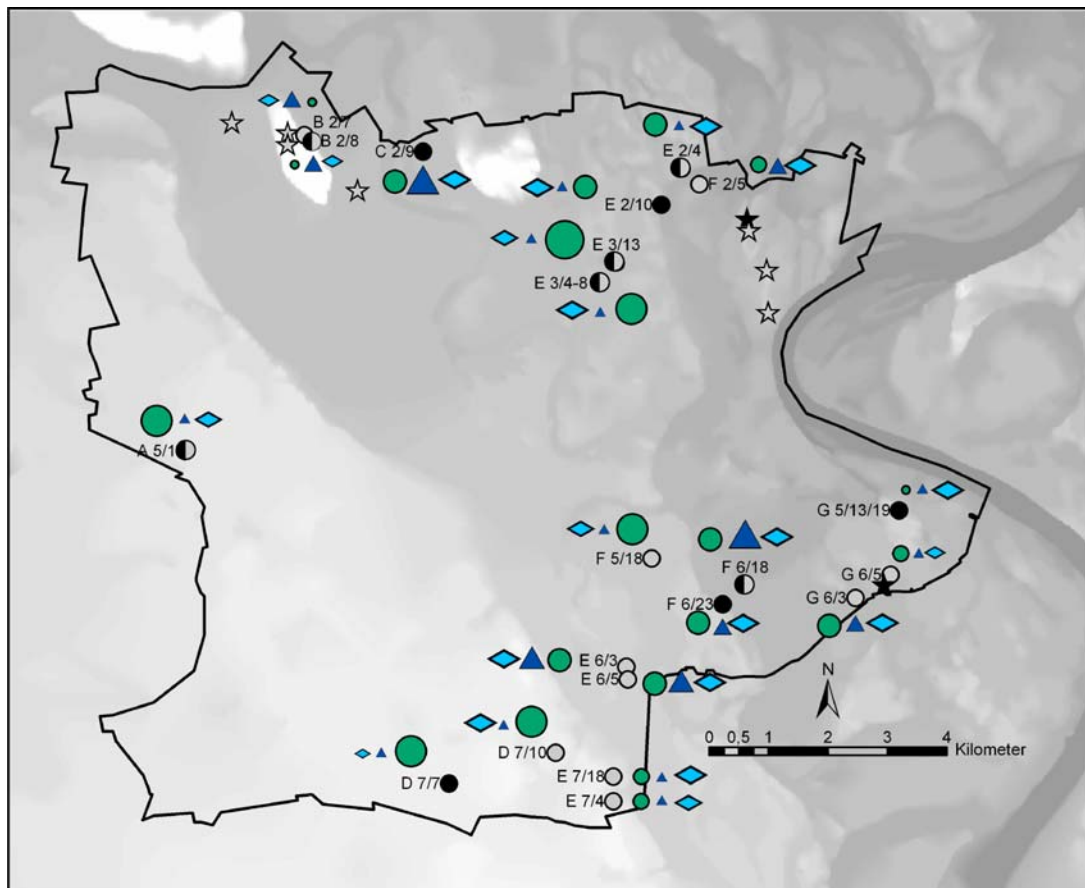 B 2/7
B 2/8
C 2/9
E 2/4
F 2/5
E 2/10
E 3/13
E 3/4-8
A 5/1
G 5/13/19
F 5/18
F 6/18
G 6/5
G 6/3
F 6/23
E 6/3
E 6/5
N
D 7/10
D 7/7
E 7/18
E 7/4
0 0,5 1 2 3 4
Kilometer